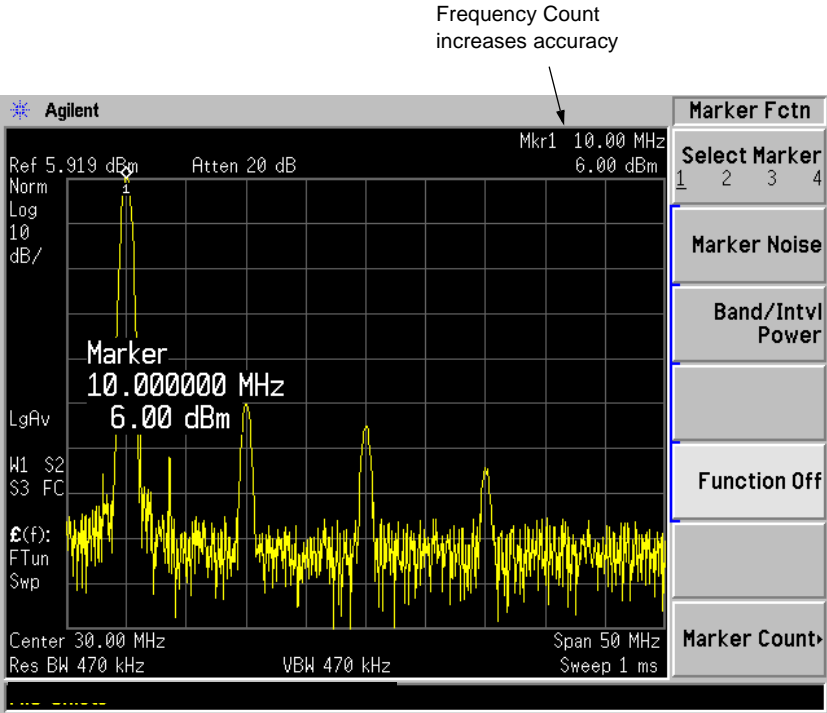 Frequency Count
increases accuracy
Agilent
Marker Fctn
Mkr1 10.00 MHz
Ref 5.919 dBm Atten 20 dB 6.00 dBm
Norm
Log
10
dB/
1
Marker
10.000000 MHz
6.00 dBm
LgAv
W1 S2
S3 FC
£(f):
FTun
Swp
Center 30.00 MHz Span 50 MHz
Res BW 470 kHz VBW 470 kHz Sweep 1 ms
Select Marker
1 2 3 4
Marker Noise
Band/Intvl
Power
Function Off
Marker Count▸